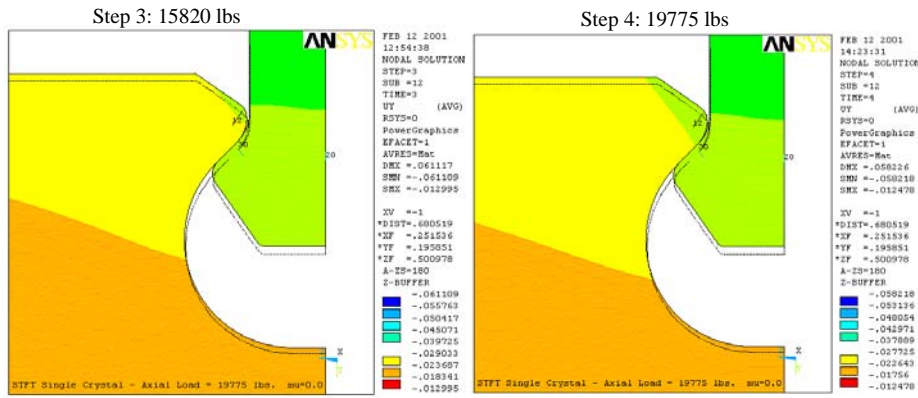 Step 3: 15820 lbs
ANSYS
FEB 12 2001
12:54:38
NODAL SOLUTION
STEP=3
SUB =12
TIME=3
UY (AVG)
RSYS=0
PowerGraphics
EFACET=1
AVRES=Mat
DMX =.061117
SMN =-.061109
SMX =-.012995
XV =-1
*DIST=.680519
*XF =.251536
*YF =.195851
*ZF =.500978
A-ZS=180
Z-BUFFER
-.061109
-.055763
-.050417
-.045071
-.039725
-.029033
-.023687
-.018341
-.012995
20
X
STFT Single Crystal - Axial Load = 19775 lbs. mu=0.0
Step 4: 19775 lbs
ANSYS
FEB 12 2001
14:23:31
NODAL SOLUTION
STEP=4
SUB =12
TIME=4
UY (AVG)
RSYS=0
PowerGraphics
EFACET=1
AVRES=Mat
DMX =.058226
SMN =-.058218
SMX =-.012478
XV =-1
*DIST=.680519
*XF =.251536
*YF =.195851
*ZF =.500978
A-ZS=180
Z-BUFFER
-.058218
-.053136
-.048054
-.042971
-.037889
-.027725
-.022643
-.01756
-.012478
20
X
STFT Single Crystal - Axial Load = 19775 lbs. mu=0.0